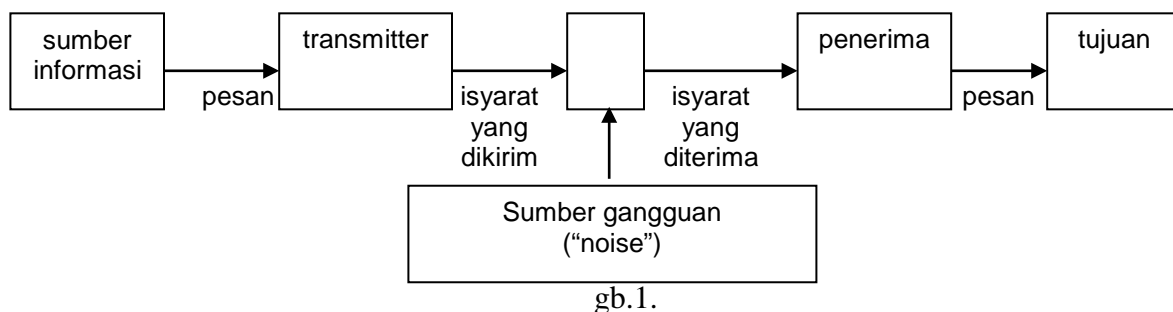 sumber
informasi
pesan
transmitter
isyarat
yang
dikirim
isyarat
yang
diterima
penerima
pesan
tujuan
Sumber gangguan
(“noise”)
gb.1.